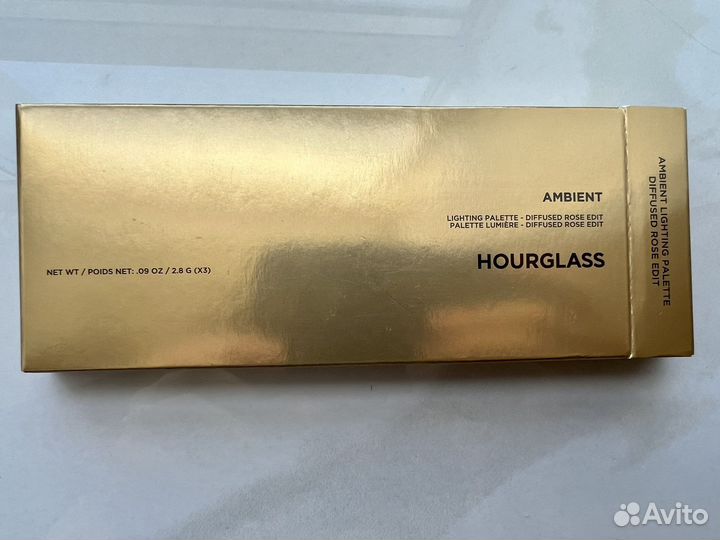 AMBIENT
LIGHTING PALETTE - DIFFUSED ROSE EDIT
PALETTE LUMIÈRE - DIFFUSED ROSE EDIT
HOURGLASS
NET WT / POIDS NET: .09 OZ / 2.8 G (X3)
AMBIENT LIGHTING PALETTE
DIFFUSED ROSE EDIT
Avito